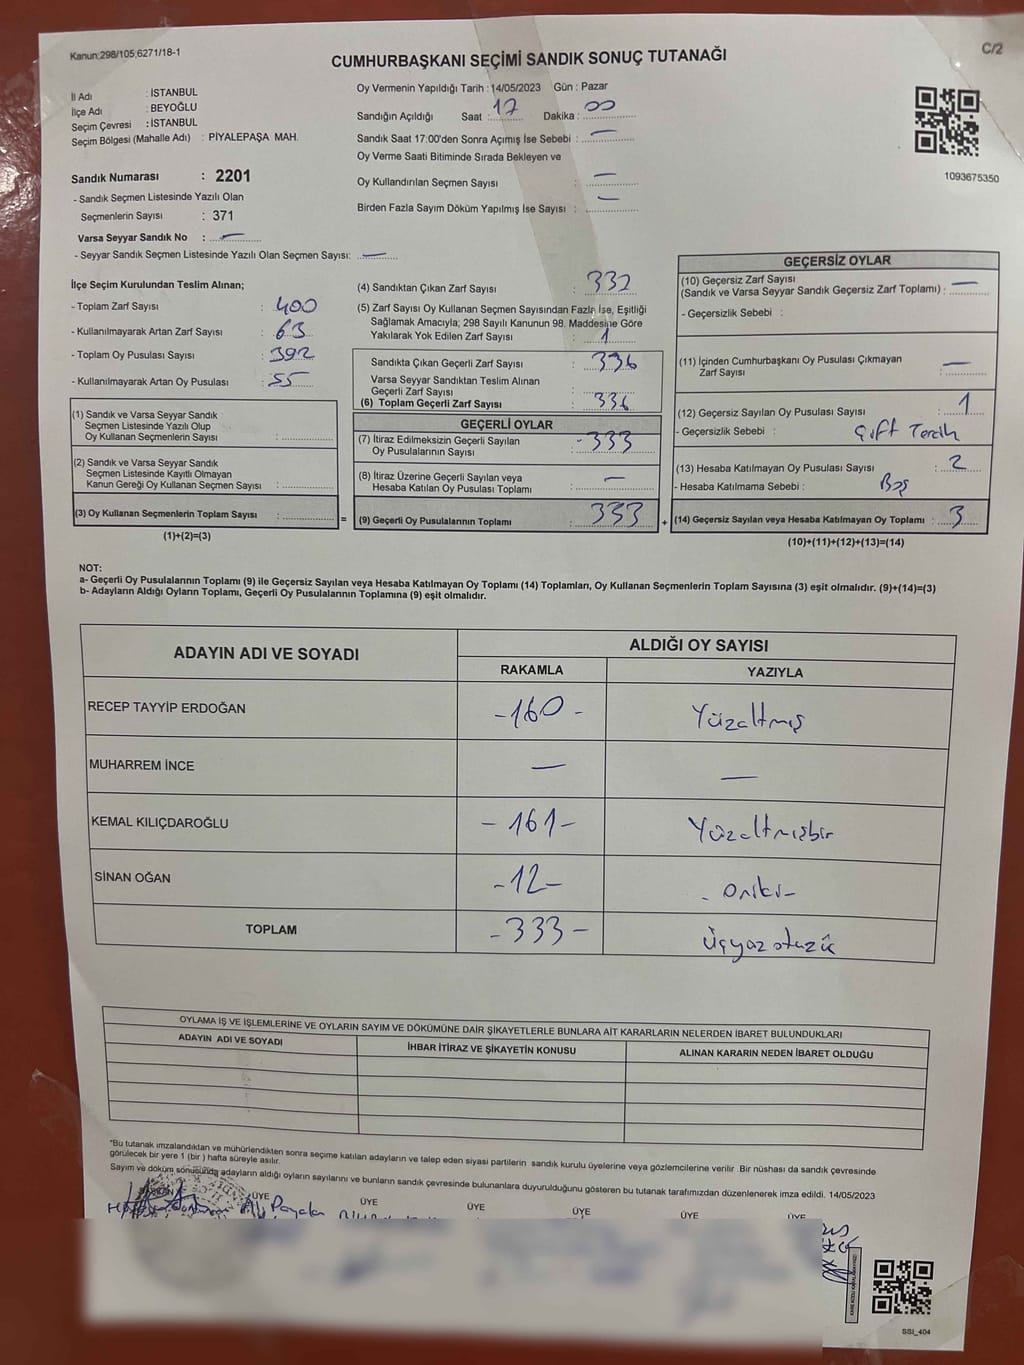 Kanun;298/105;6271/18-1
C/2
CUMHURBAŞKANI SEÇİMİ SANDIK SONUÇ TUTANAĞI
İl Adı : İSTANBUL
İlçe Adı : BEYOĞLU
Seçim Çevresi : İSTANBUL
Seçim Bölgesi (Mahalle Adı) : PİYALEPAŞA MAH.
Sandık Numarası : 2201
- Sandık Seçmen Listesinde Yazılı Olan
Seçmenlerin Sayısı : 371
Varsa Seyyar Sandık No : —
- Seyyar Sandık Seçmen Listesinde Yazılı Olan Seçmen Sayısı: —
Oy Vermenin Yapıldığı Tarih : 14/05/2023 Gün : Pazar
Sandığın Açıldığı Saat : 17 Dakika : 00
Sandık Saat 17:00'den Sonra Açımış İse Sebebi : —
Oy Verme Saati Bitiminde Sırada Bekleyen ve
Oy Kullandırılan Seçmen Sayısı : —
Birden Fazla Sayım Döküm Yapılmış İse Sayısı : —
1093675350
İlçe Seçim Kurulundan Teslim Alınan;
- Toplam Zarf Sayısı : 400
- Kullanılmayarak Artan Zarf Sayısı : 63
- Toplam Oy Pusulası Sayısı : 392
- Kullanılmayarak Artan Oy Pusulası : 55
(1) Sandık ve Varsa Seyyar Sandık
Seçmen Listesinde Yazılı Olup
Oy Kullanan Seçmenlerin Sayısı :
(2) Sandık ve Varsa Seyyar Sandık
Seçmen Listesinde Kayıtlı Olmayan
Kanun Gereği Oy Kullanan Seçmen Sayısı :
(3) Oy Kullanan Seçmenlerin Toplam Sayısı :
(1)+(2)=(3)
=
(4) Sandıktan Çıkan Zarf Sayısı :
(5) Zarf Sayısı Oy Kullanan Seçmen Sayısından Fazla İse, Eşitliği
Sağlamak Amacıyla; 298 Sayılı Kanunun 98. Maddesine Göre
Yakılarak Yok Edilen Zarf Sayısı : 1
Sandıkta Çıkan Geçerli Zarf Sayısı : 336
Varsa Seyyar Sandıktan Teslim Alınan
Geçerli Zarf Sayısı :
(6) Toplam Geçerli Zarf Sayısı : 336
GEÇERLİ OYLAR
(7) İtiraz Edilmeksizin Geçerli Sayılan
Oy Pusulalarının Sayısı : -333
(8) İtiraz Üzerine Geçerli Sayılan veya
Hesaba Katılan Oy Pusulası Toplamı : —
(9) Geçerli Oy Pusulalarının Toplamı : 333
+
GEÇERSİZ OYLAR
(10) Geçersiz Zarf Sayısı
(Sandık ve Varsa Seyyar Sandık Geçersiz Zarf Toplamı) : —
- Geçersizlik Sebebi :
(11) İçinden Cumhurbaşkanı Oy Pusulası Çıkmayan
Zarf Sayısı : —
(12) Geçersiz Sayılan Oy Pusulası Sayısı : 1
- Geçersizlik Sebebi : Çift Tercih
(13) Hesaba Katılmayan Oy Pusulası Sayısı : 2
- Hesaba Katılmama Sebebi : Boş
(14) Geçersiz Sayılan veya Hesaba Katılmayan Oy Toplamı : 3
(10)+(11)+(12)+(13)=(14)
NOT:
a- Geçerli Oy Pusulalarının Toplamı (9) ile Geçersiz Sayılan veya Hesaba Katılmayan Oy Toplamı (14) Toplamları, Oy Kullanan Seçmenlerin Toplam Sayısına (3) eşit olmalıdır. (9)+(14)=(3)
b- Adayların Aldığı Oyların Toplamı, Geçerli Oy Pusulalarının Toplamına (9) eşit olmalıdır.
ADAYIN ADI VE SOYADI ALDIĞI OY SAYISI
RAKAMLA YAZIYLA
RECEP TAYYİP ERDOĞAN -160- Yüzaltmış
MUHARREM İNCE — —
KEMAL KILIÇDAROĞLU -161- Yüzaltmışbir
SİNAN OĞAN -12- - oniki-
TOPLAM -333-
OYLAMA İŞ VE İŞLEMLERİNE VE OYLARIN SAYIM VE DÖKÜMÜNE DAİR ŞİKAYETLERLE BUNLARA AİT KARARLARIN NELERDEN İBARET BULUNDUKLARI
ADAYIN ADI VE SOYADI İHBAR İTİRAZ VE ŞİKAYETİN KONUSU ALINAN KARARIN NEDEN İBARET OLDUĞU
*Bu tutanak imzalandıktan ve mühürlendikten sonra seçime katılan adayların ve talep eden siyasi partilerin sandık kurulu üyelerine veya gözlemcilerine verilir. Bir nüshası da sandık çevresinde
görülecek bir yere 1 (bir ) hafta süreyle asılır.
Sayım ve döküm sonucunda adayların aldığı oyların sayılarını ve bunların sandık çevresinde bulunanlara duyurulduğunu gösteren bu tutanak tarafımızdan düzenlenerek imza edildi. 14/05/2023
ÜYE ÜYE ÜYE ÜYE ÜYE ÜYE
SSI_404